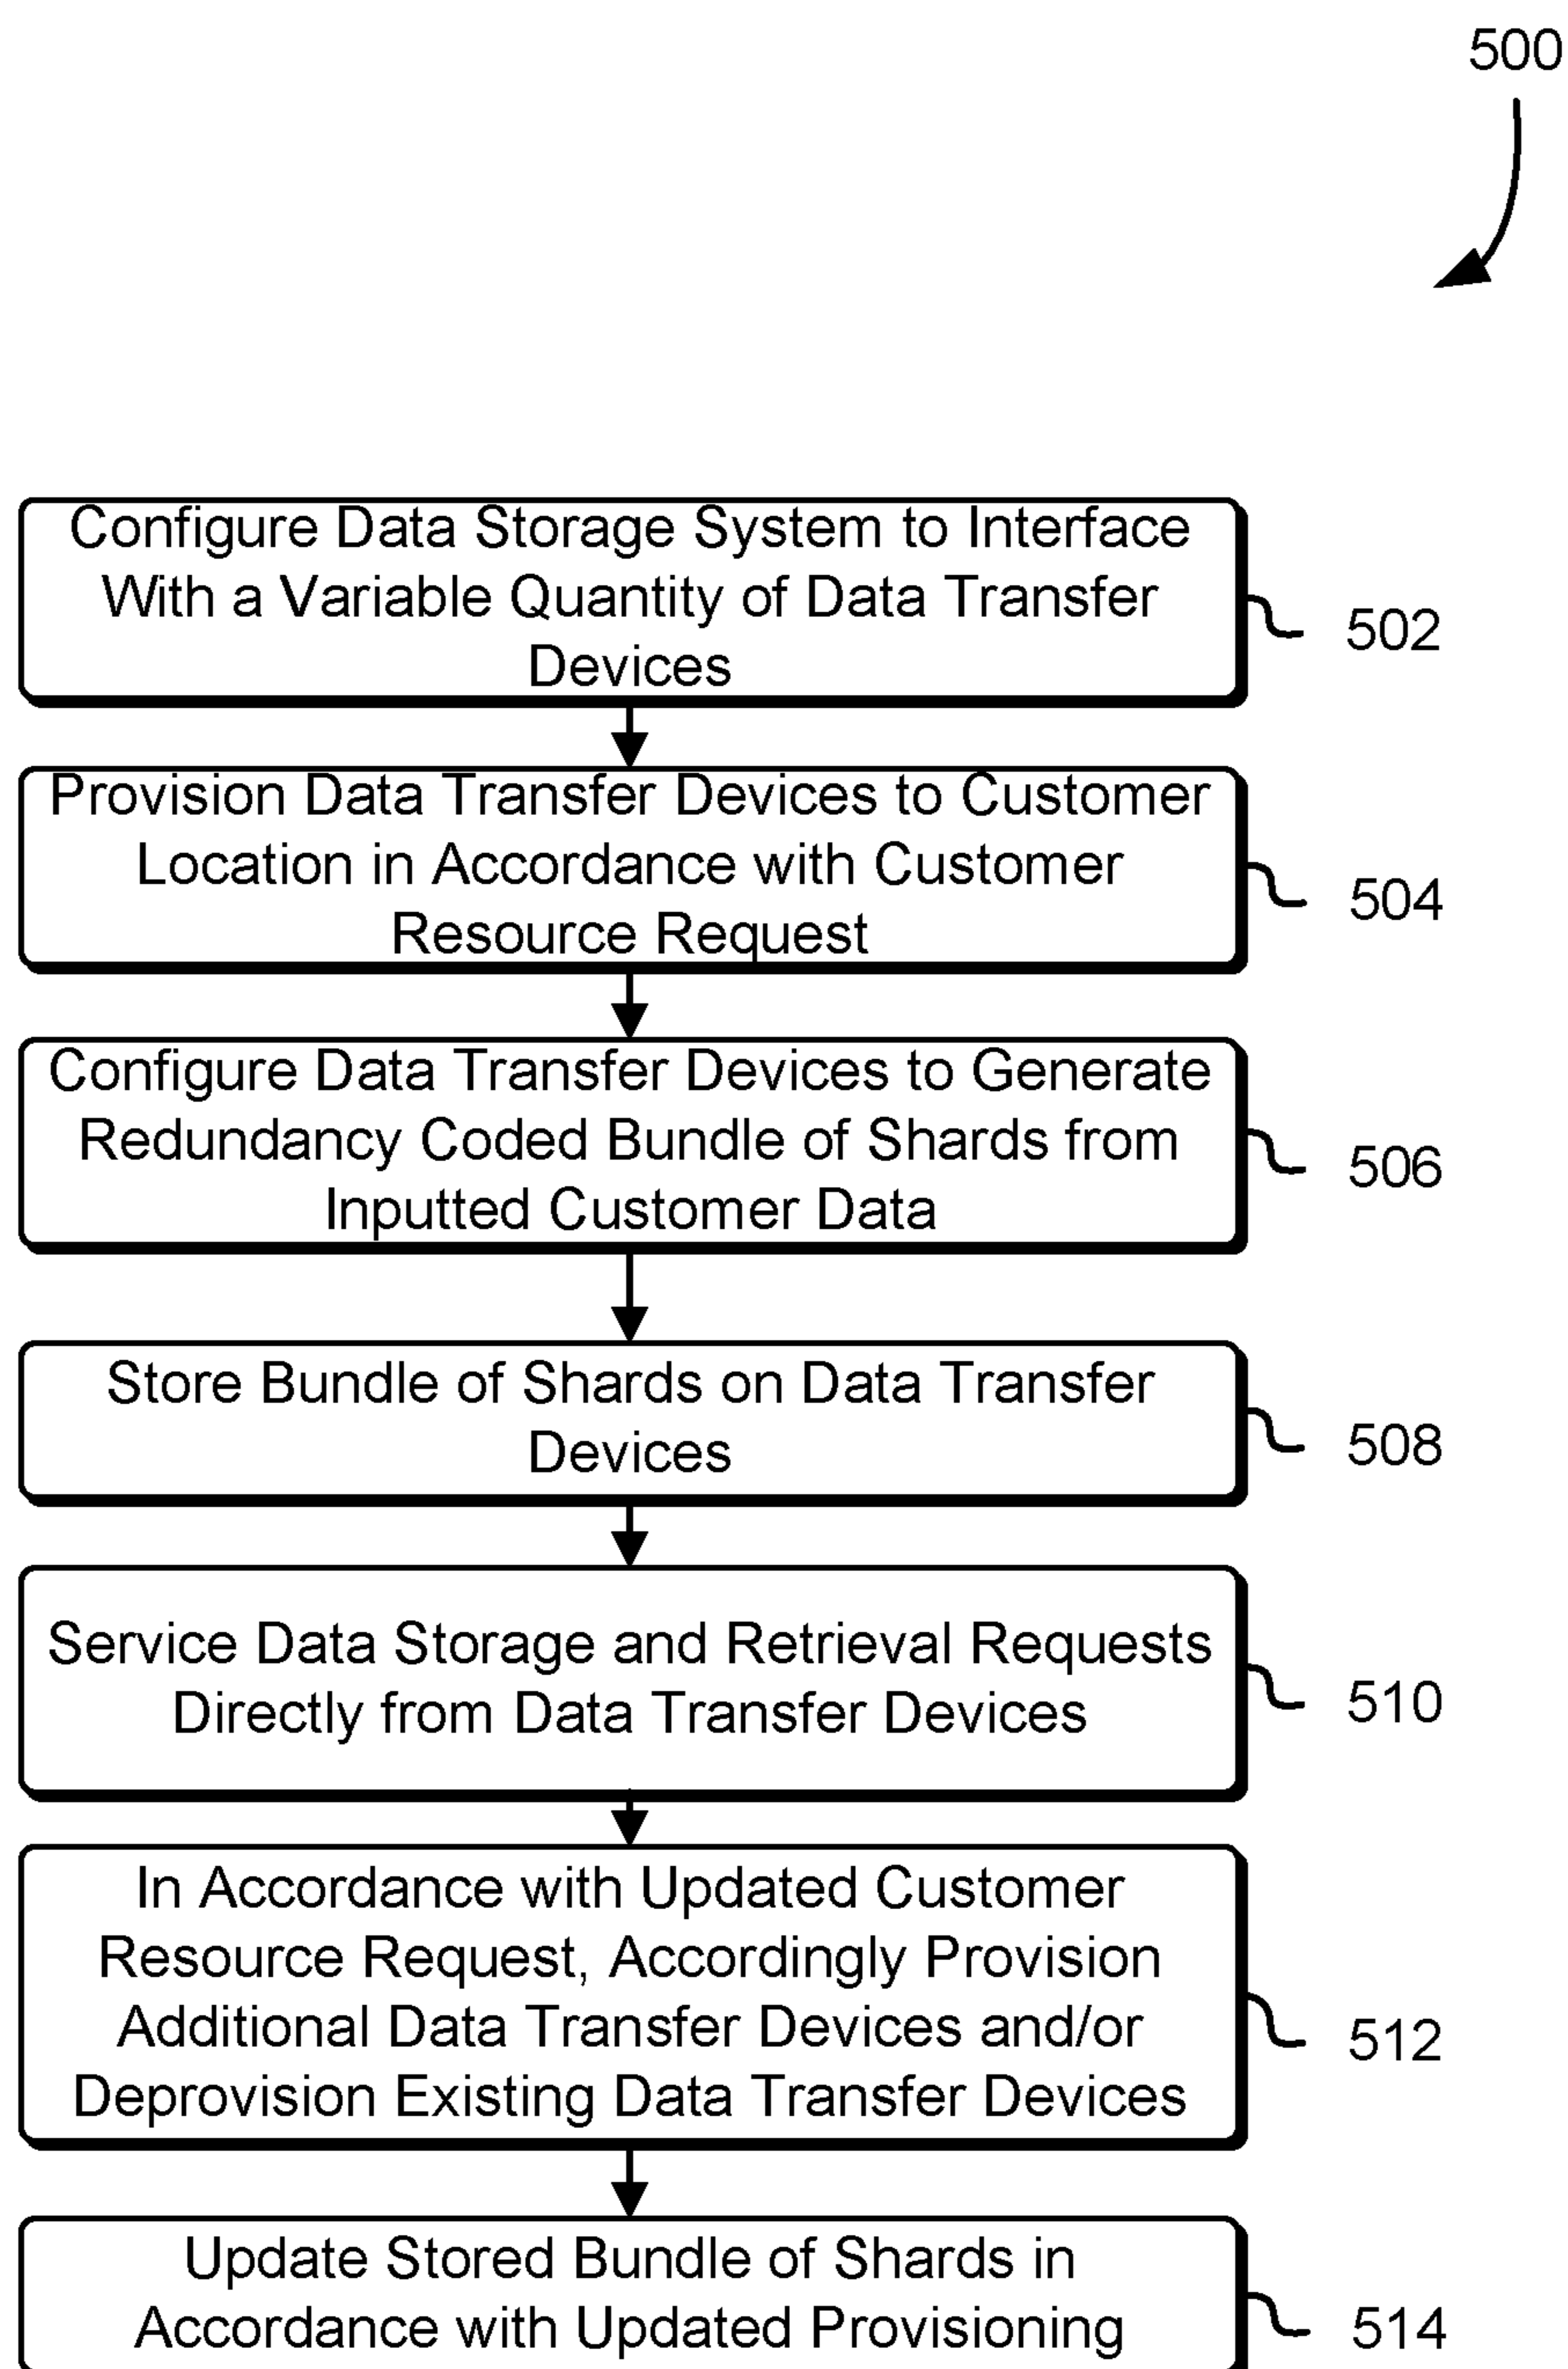 500
Configure Data Storage System to Interface
With a Variable Quantity of Data Transfer
Devices
502
Provision Data Transfer Devices to Customer
Location in Accordance with Customer
Resource Request
504
Configure Data Transfer Devices to Generate
Redundancy Coded Bundle of Shards from
Inputted Customer Data
506
Store Bundle of Shards on Data Transfer
Devices
508
Service Data Storage and Retrieval Requests
Directly from Data Transfer Devices
510
In Accordance with Updated Customer
Resource Request, Accordingly Provision
Additional Data Transfer Devices and/or
Deprovision Existing Data Transfer Devices
512
Update Stored Bundle of Shards in
Accordance with Updated Provisioning
514